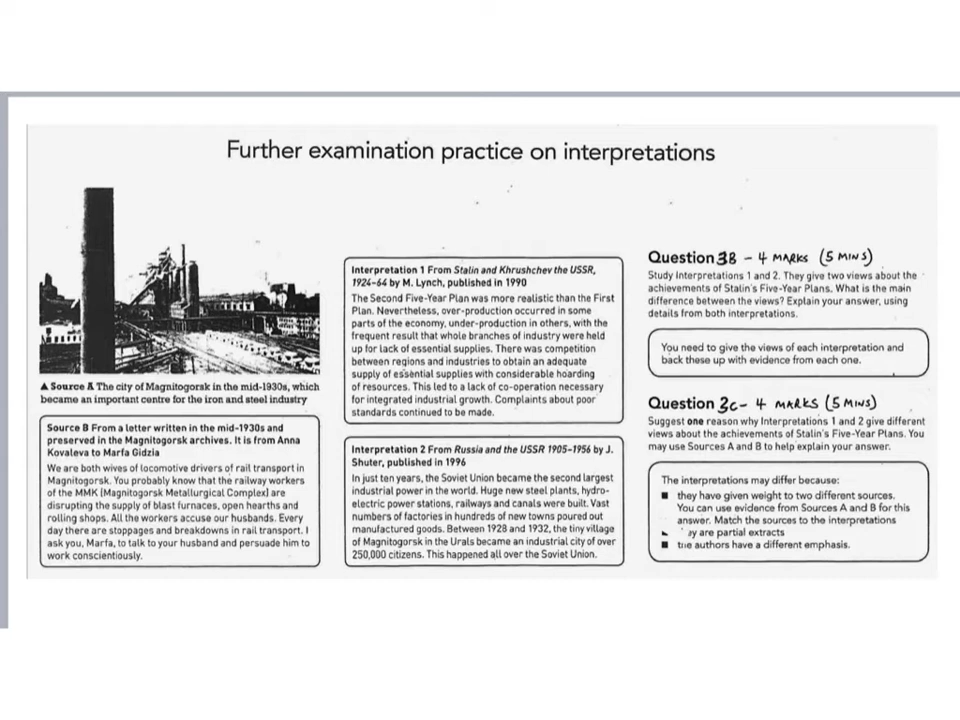 Further examination practice on interpretations
▲ Source A The city of Magnitogorsk in the mid-1930s, which
became an important centre for the iron and steel industry
Source B From a letter written in the mid-1930s and
preserved in the Magnitogorsk archives. It is from Anna
Kovaleva to Marfa Gidzia
We are both wives of locomotive drivers of rail transport in
Magnitogorsk. You probably know that the railway workers
of the MMK (Magnitogorsk Metallurgical Complex) are
disrupting the supply of blast furnaces, open hearths and
rolling shops. All the workers accuse our husbands. Every
day there are stoppages and breakdowns in rail transport. I
ask you, Marfa, to talk to your husband and persuade him to
work conscientiously.
Interpretation 1 From Stalin and Khrushchev the USSR,
1924-64 by M. Lynch, published in 1990
The Second Five-Year Plan was more realistic than the First
Plan. Nevertheless, over-production occurred in some
parts of the economy, under-production in others, with the
frequent result that whole branches of industry were held
up for lack of essential supplies. There was competition
between regions and industries to obtain an adequate
supply of essential supplies with considerable hoarding
of resources. This led to a lack of co-operation necessary
for integrated industrial growth. Complaints about poor
standards continued to be made.
Interpretation 2 From Russia and the USSR 1905-1956 by J.
Shuter, published in 1996
In just ten years, the Soviet Union became the second largest
industrial power in the world. Huge new steel plants, hydro-
electric power stations, railways and canals were built. Vast
numbers of factories in hundreds of new towns poured out
manufactured goods. Between 1928 and 1932, the tiny village
of Magnitogorsk in the Urals became an industrial city of over
250,000 citizens. This happened all over the Soviet Union.
Question 3B - 4 MARKS (5 MINS)
Study Interpretations 1 and 2. They give two views about the
achievements of Stalin's Five-Year Plans. What is the main
difference between the views? Explain your answer, using
details from both interpretations.
You need to give the views of each interpretation and
back these up with evidence from each one.
Question 3c- 4 MARKS (5 MINS)
Suggest one reason why Interpretations 1 and 2 give different
views about the achievements of Stalin's Five-Year Plans. You
may use Sources A and B to help explain your answer.
The interpretations may differ because:
■ they have given weight to two different sources.
You can use evidence from Sources A and B for this
answer. Match the sources to the interpretations
are partial extracts
■ the authors have a different emphasis.